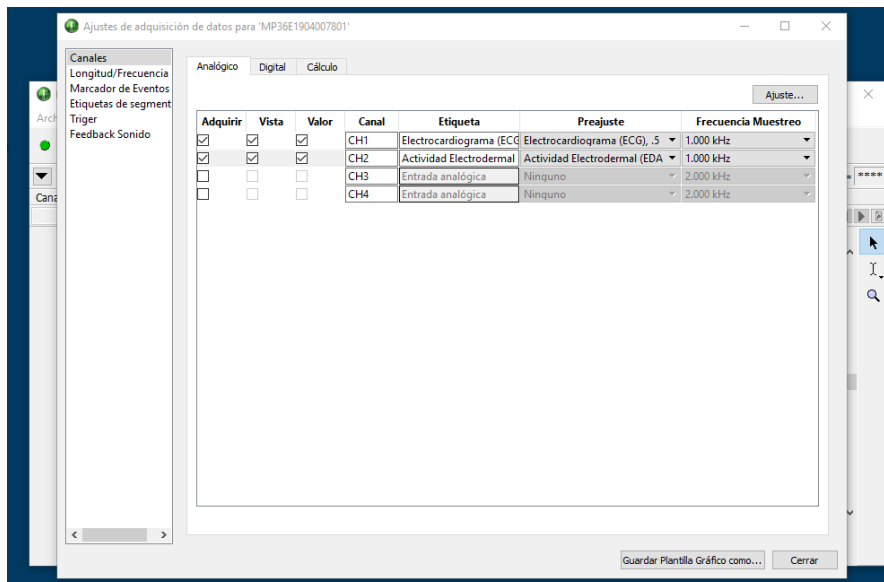 Ajustes de adquisición de datos para 'MP36E1904007801'
Canales
Longitud/Frecuencia
Marcador de Eventos
Etiquetas de segment
Triger
Feedback Sonido
Analógico Digital Cálculo
Ajuste...
Adquirir Vista Valor Canal Etiqueta Preajuste Frecuencia Muestreo
CH1 Electrocardiograma (ECG Electrocardiograma (ECG), .5 1.000 kHz
CH2 Actividad Electrodermal Actividad Electrodermal (EDA 1.000 kHz
CH3 Entrada analógica Ninguno 2.000 kHz
CH4 Entrada analógica Ninguno 2.000 kHz
Guardar Plantilla Gráfico como... Cerrar
Arch
Cana
****